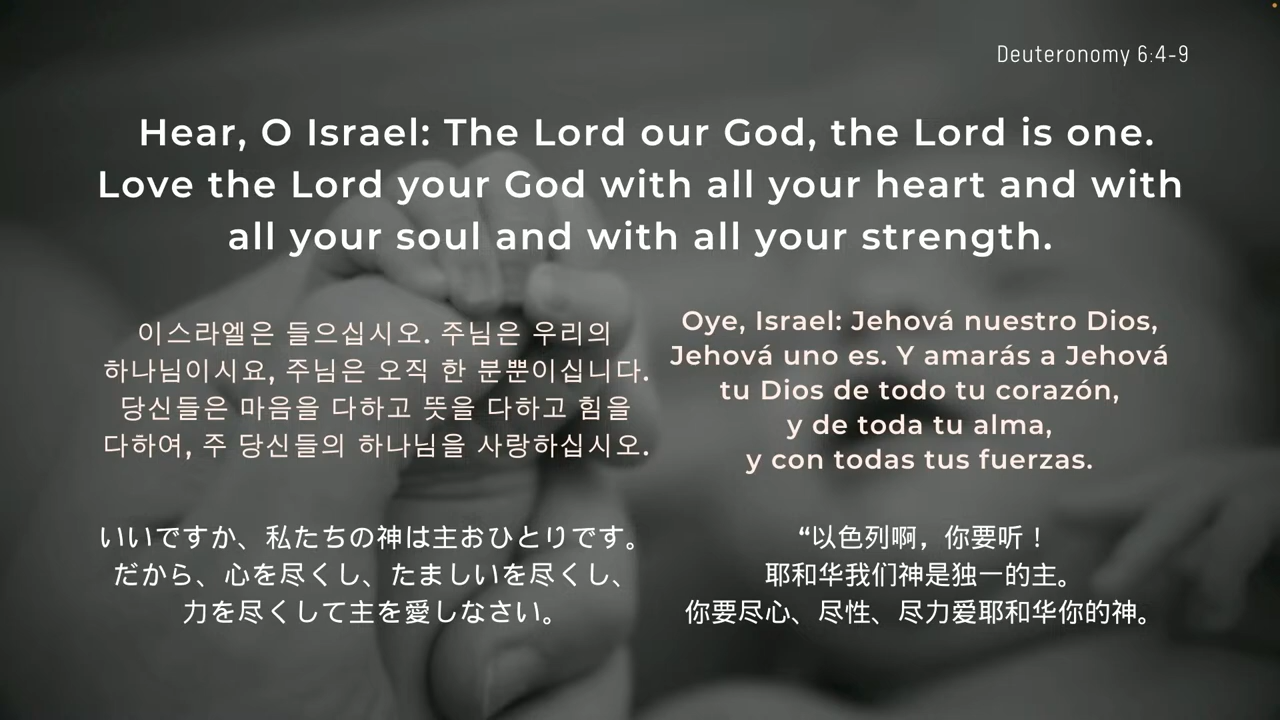 Deuteronomy 6:4-9
Hear, O Israel: The Lord our God, the Lord is one.
Love the Lord your God with all your heart and with
all your soul and with all your strength.
이스라엘은 들으십시오. 주님은 우리의
하나님이시요, 주님은 오직 한 분뿐이십니다.
당신들은 마음을 다하고 뜻을 다하고 힘을
다하여, 주 당신들의 하나님을 사랑하십시오.
Oye, Israel: Jehová nuestro Dios,
Jehová uno es. Y amarás a Jehová
tu Dios de todo tu corazón,
y de toda tu alma,
y con todas tus fuerzas.
いいですか、私たちの神は主おひとりです。
だから、心を尽くし、たましいを尽くし、
力を尽くして主を愛しなさい。
“以色列啊，你要听！
耶和华我们神是独一的主。
你要尽心、尽性、尽力爱耶和华你的神。